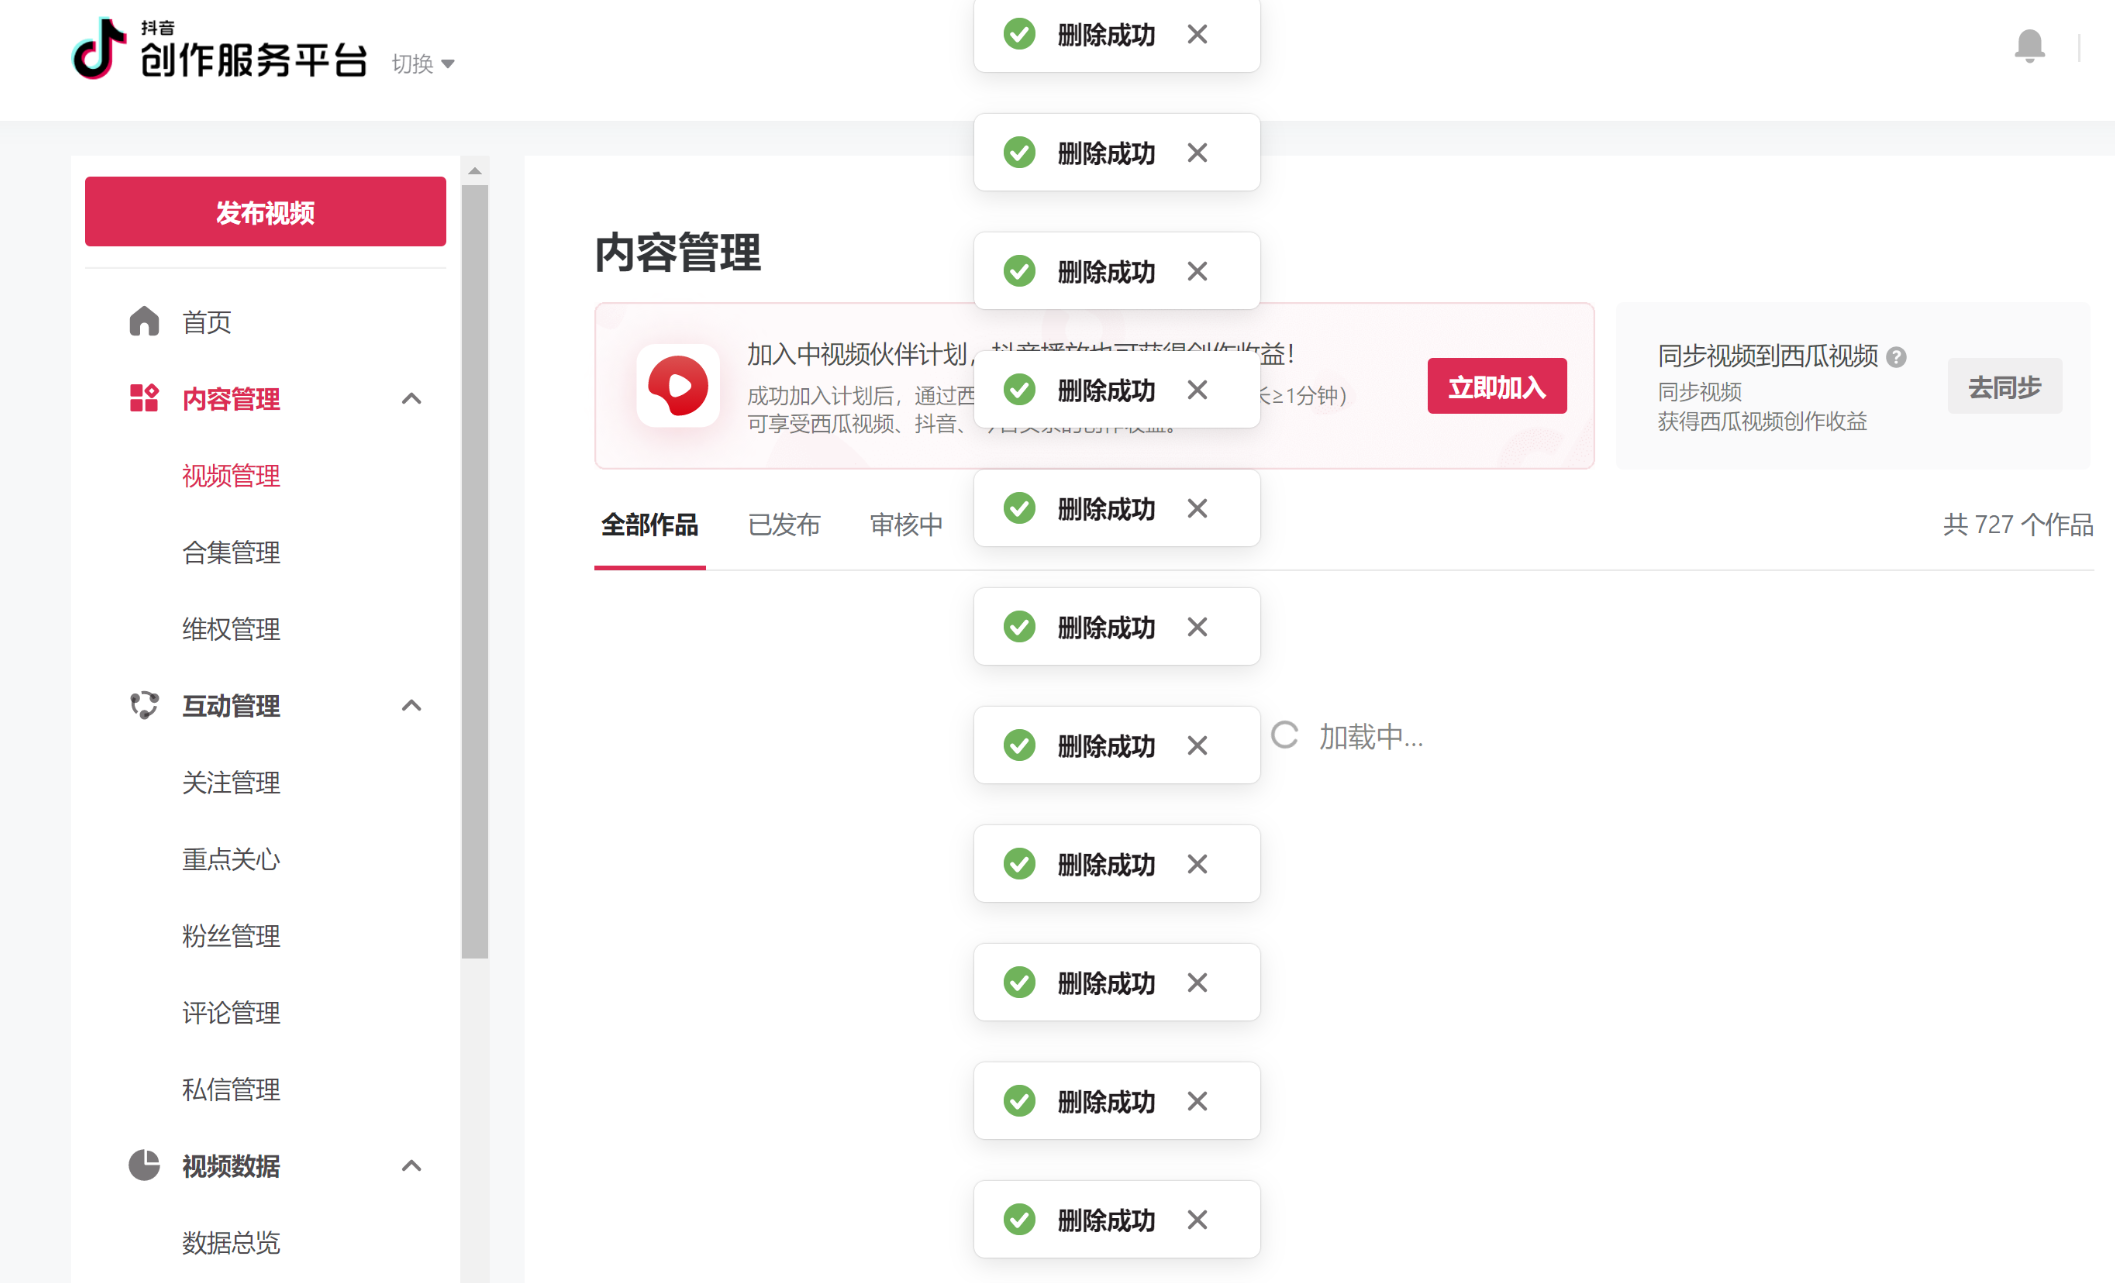 抖音
创作服务平台
切换
发布视频
首页
内容管理
视频管理
合集管理
维权管理
互动管理
关注管理
重点关心
粉丝管理
评论管理
私信管理
视频数据
数据总览
内容管理
加入中视频伙伴计划,
成功加入计划后，通过西 长≥1分钟）
可享受西瓜视频、抖音、
立即加入
同步视频到西瓜视频
同步视频
获得西瓜视频创作收益
去同步
全部作品
已发布
审核中
共 727 个作品
加载中...
删除成功
删除成功
删除成功
删除成功
删除成功
删除成功
删除成功
删除成功
删除成功
删除成功
删除成功